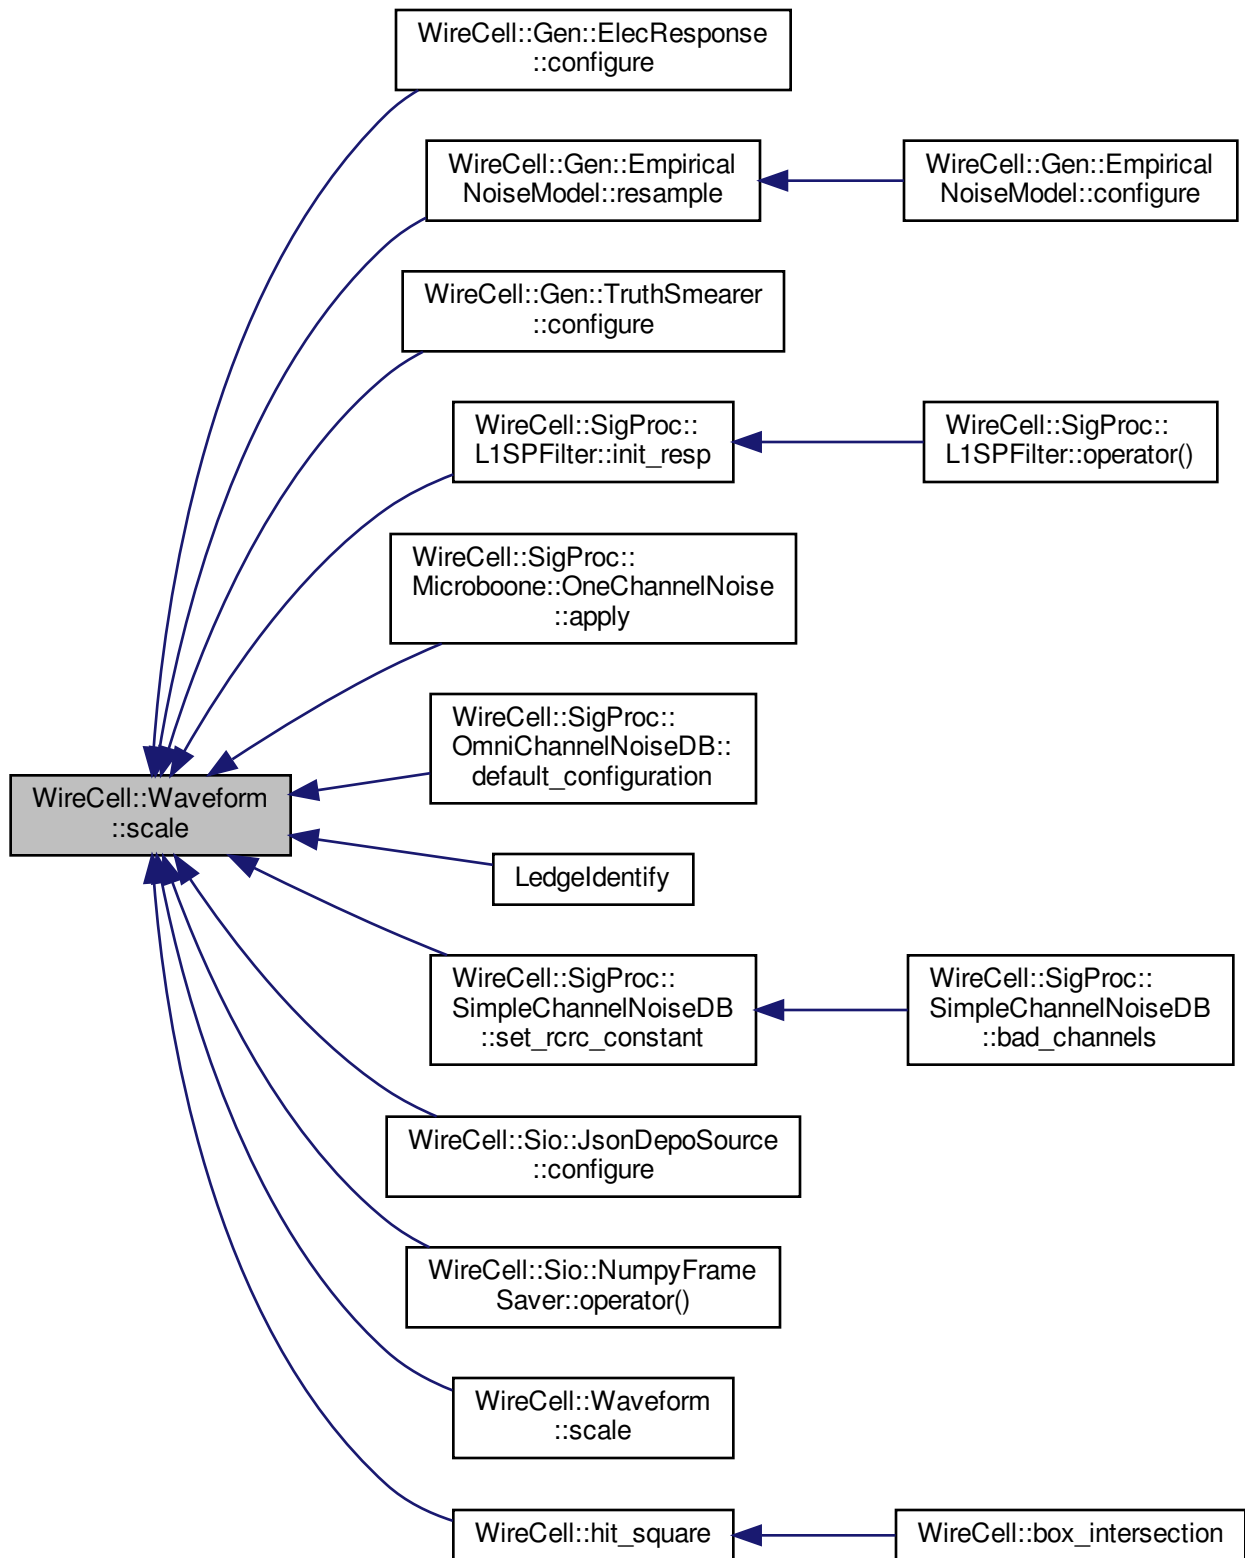 WireCell::Gen::ElecResponse
::configure
WireCell::Gen::Empirical
NoiseModel::resample
WireCell::Gen::Empirical
NoiseModel::configure
WireCell::Gen::TruthSmearer
::configure
WireCell::SigProc::
L1SPFilter::init_resp
WireCell::SigProc::
L1SPFilter::operator()
WireCell::SigProc::
Microboone::OneChannelNoise
::apply
WireCell::SigProc::
OmniChannelNoiseDB::
default_configuration
WireCell::Waveform
::scale
LedgeIdentify
WireCell::SigProc::
SimpleChannelNoiseDB
::set_rcrc_constant
WireCell::SigProc::
SimpleChannelNoiseDB
::bad_channels
WireCell::Sio::JsonDepoSource
::configure
WireCell::Sio::NumpyFrame
Saver::operator()
WireCell::Waveform
::scale
WireCell::hit_square
WireCell::box_intersection